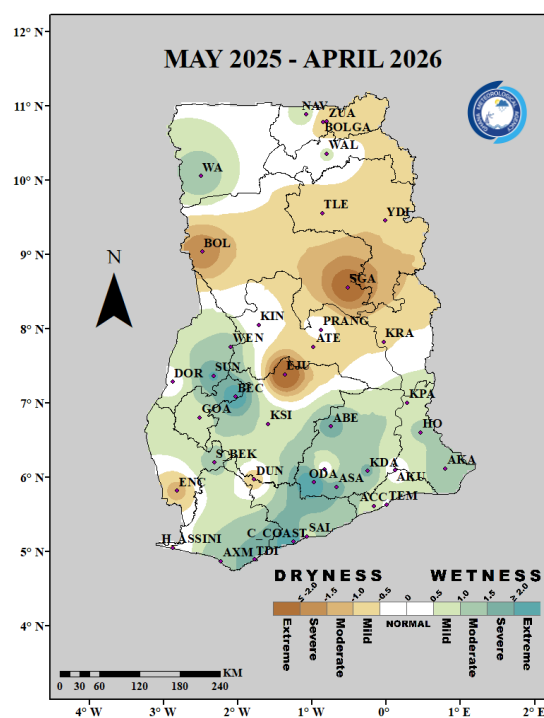 MAY 2025 - APRIL 2026
12° N
11° N
10° N
9° N
8° N
7° N
6° N
5° N
4° N
N
NAV
ZUA
BOLGA
WAL
WA
TLE
YDI
BOL
SGA
KIN
PRANG
WEN
ATE
KRA
DOR
SUN
EJU
BEC
GOA
KSI
ABE
KPA
HO
S_BEK
DUN
ODA
KDA
AKU
AKA
ENC
ASA
ACC
TEM
C_COAST
SAL
H_ASSINI
AXM
TDI
DRYNESS WETNESS
≤ -2.0 -1.5 -1.0 -0.5 0 0.5 1.0 1.5 ≥ 2.0
Extreme Severe Moderate Mild NORMAL Mild Moderate Severe Extreme
KM
0 15 30 60 120 180 240
4° W 3° W 2° W 1° W 0° 1° E 2° E